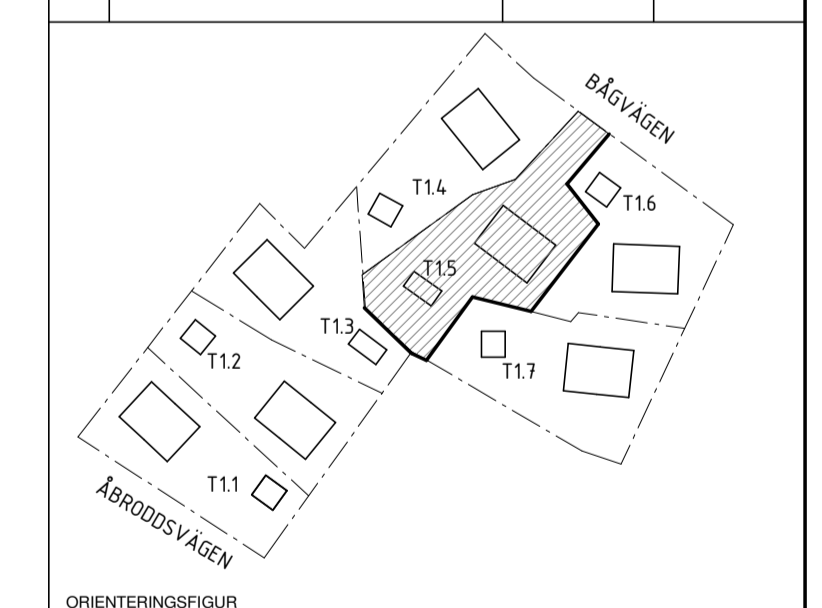 BÅGVÄGEN
T1.4
T1.6
T1.5
T1.3
T1.2
T1.7
T1.1
ÅBRODDSVÄGEN
ORIENTERINGSFIGUR